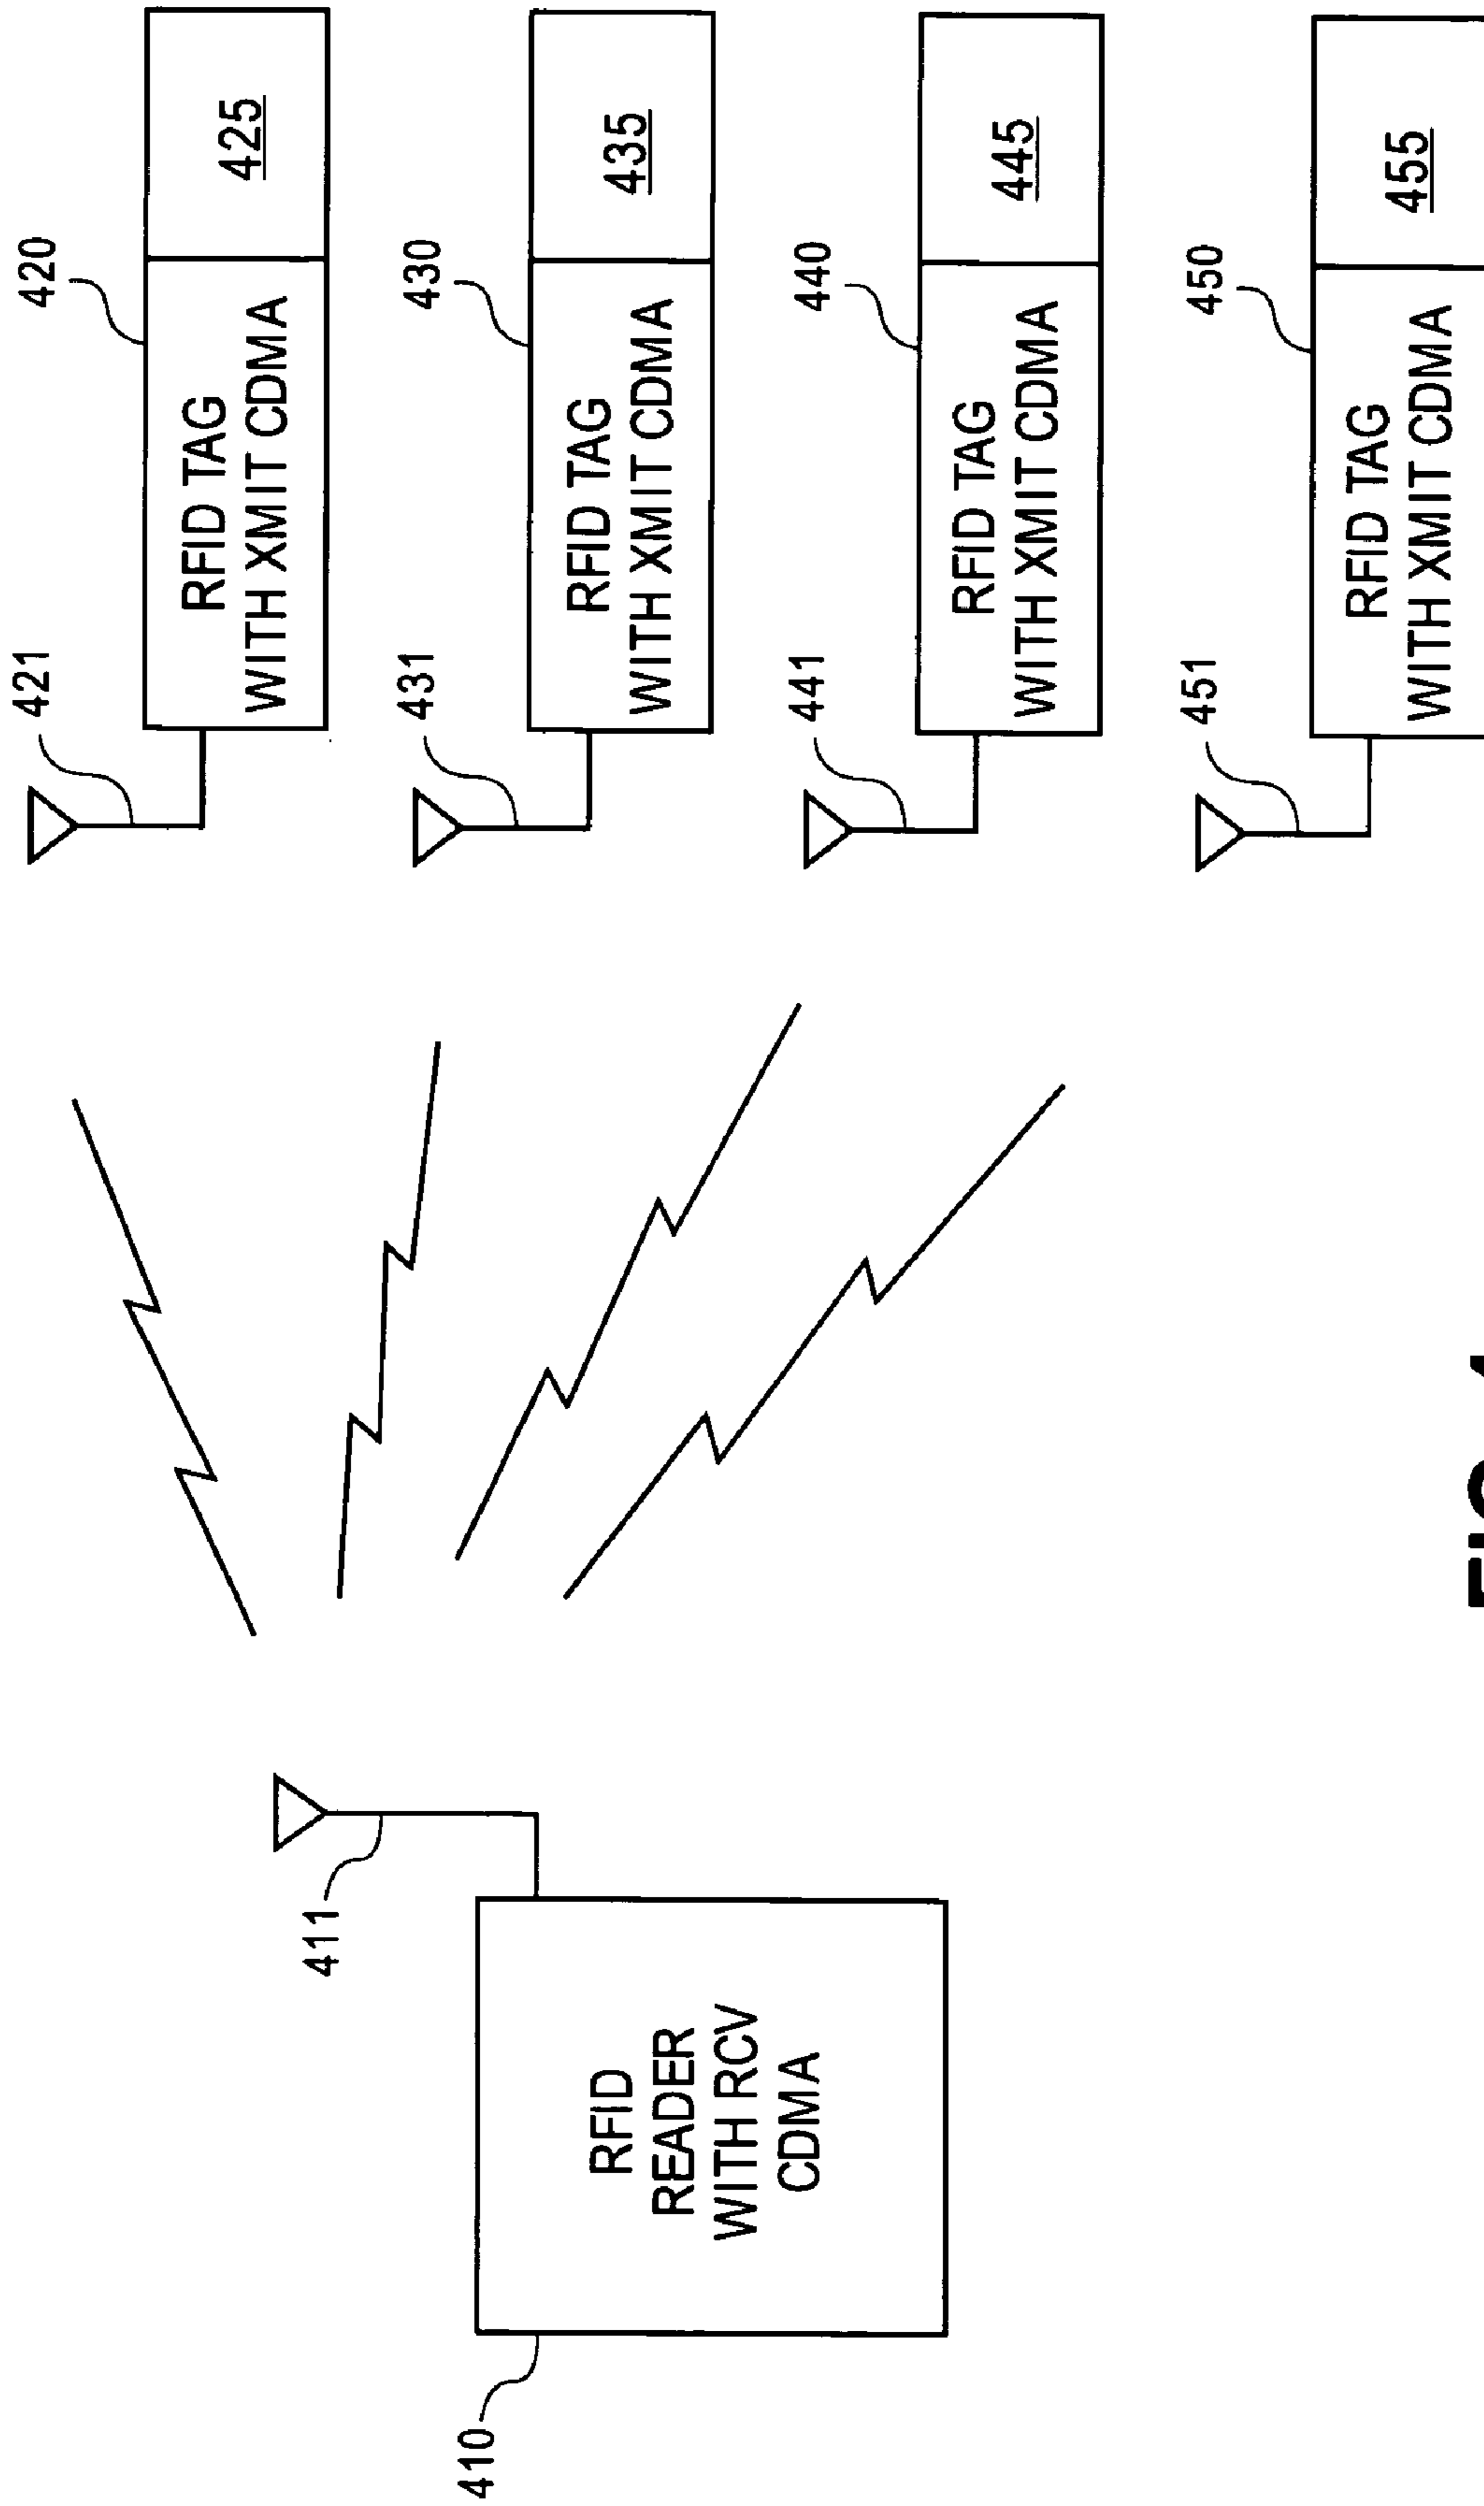 421
420
RFID TAG
WITH XMIT CDMA
425
431
430
RFID TAG
WITH XMIT CDMA
435
411
441
440
RFID TAG
WITH XMIT CDMA
445
410
RFID
READER
WITH RCV
CDMA
451
450
RFID TAG
WITH XMIT CDMA
455